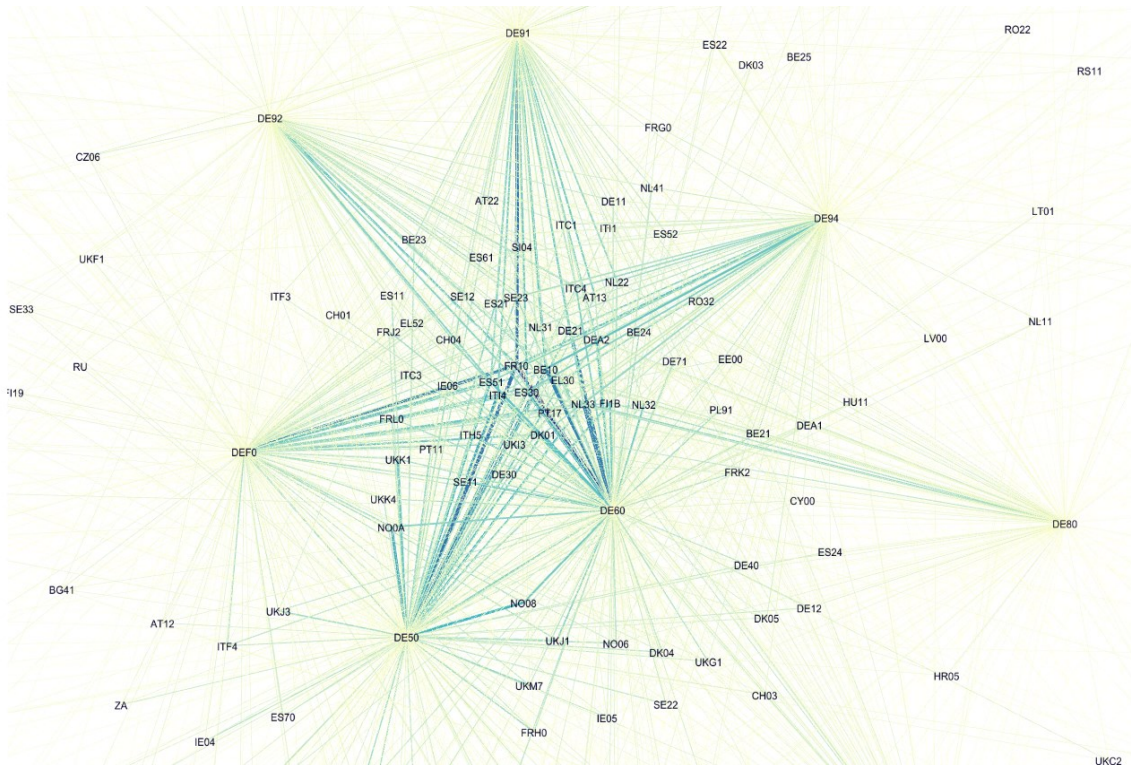 RO22
DE91
ES22
BE25
DK03
RS11
DE92
FRG0
CZ06
NL41
AT22
DE11
LT01
DE94
ITC1
ITI1
ES52
BE23
SI04
UKF1
ES61
NL22
ITC4
ITF3
ES11
SE12
SE23
AT13
RO32
ES21
SE33
CH01
EL52
NL11
NL31
FRJ2
DE21
BE24
CH04
DEA2
LV00
EE00
DE71
RU
FR10
BE10
ITC3
EL30
IE06
ES51
FI19
ES30
ITI4
HU11
NL33
FI1B
NL32
PL91
PT17
FRL0
DEA1
ITH5
DK01
BE21
UKI3
PT11
DEF0
UKK1
FRK2
DE30
SE11
UKK4
CY00
DE60
DE80
NO0A
ES24
DE40
BG41
NO08
DE12
UKJ3
DK05
AT12
DE50
UKJ1
NO06
ITF4
DK04
UKG1
HR05
UKM7
CH03
ZA
SE22
ES70
IE05
FRH0
IE04
UKC2